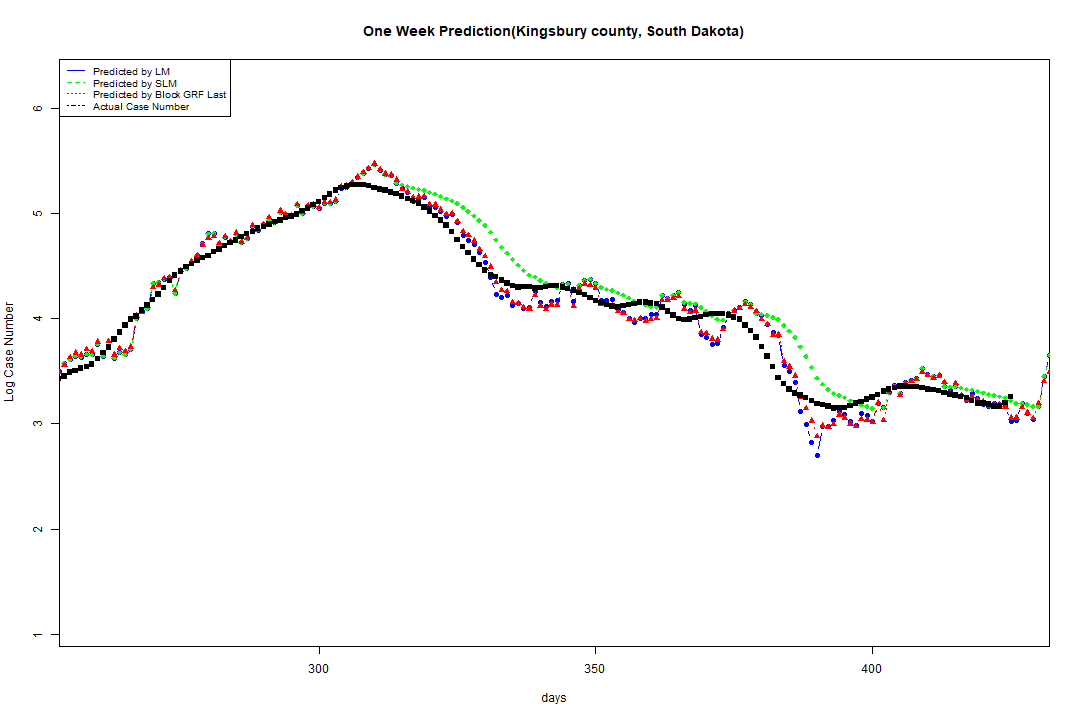 One Week Prediction(Kingsbury county, South Dakota)
Predicted by LM
Predicted by SLM
Predicted by Block GRF Last
Actual Case Number
6
5
4
3
2
1
Log Case Number
300 350 400
days